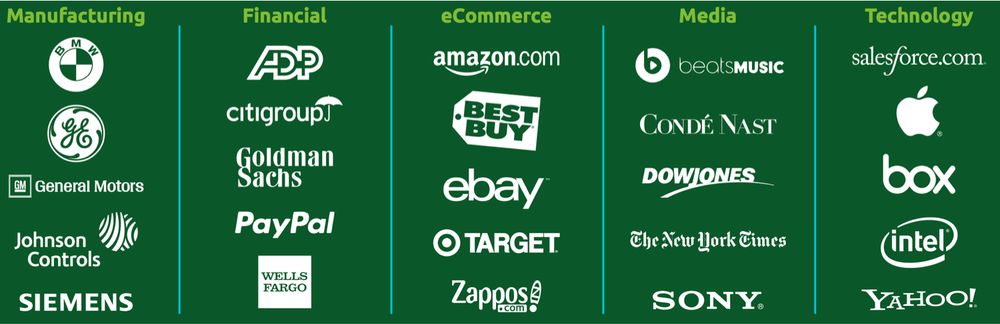 Manufacturing
BMW
GE
GM General Motors
Johnson
Controls
SIEMENS
Financial
ADP
citigroup
Goldman
Sachs
PayPal
WELLS
FARGO
eCommerce
amazon.com
BEST
BUY
ebay™
TARGET
Zappos
.com
Media
b beatsMUSIC
CONDÉ NAST
DOWJONES
The New York Times
SONY®
Technology
salesforce.com
®
box
intel®
YAHOO!